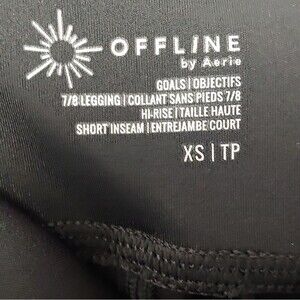 OFFLINE
by Aerie
GOALS | OBJECTIFS
7/8 LEGGING | COLLANT SANS PIEDS 7/8
HI-RISE | TAILLE HAUTE
SHORT INSEAM | ENTREJAMBE COURT
XS | TP